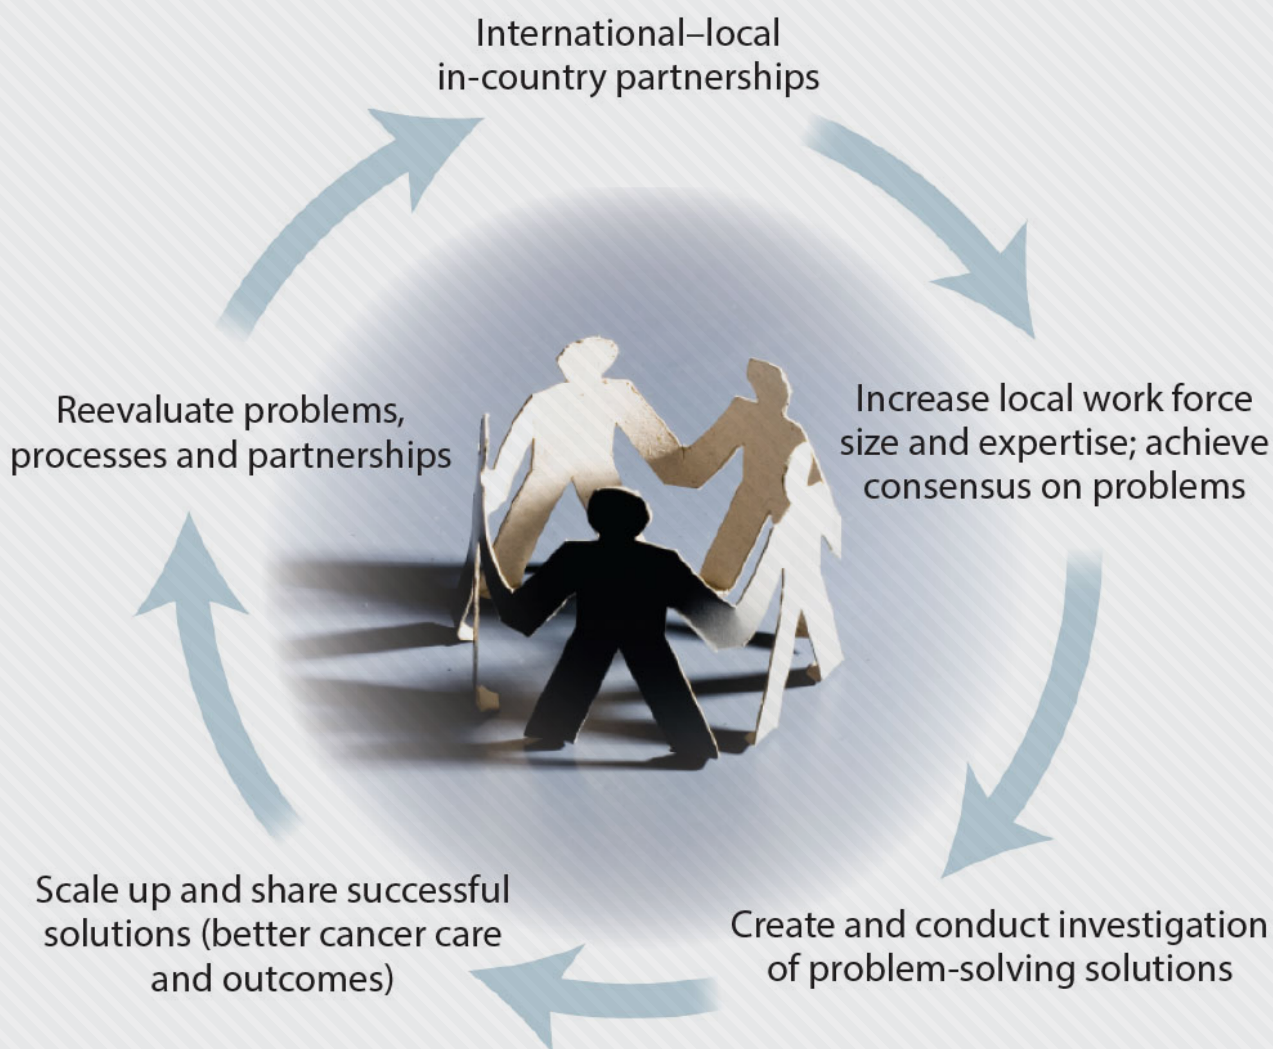 International–local
in-country partnerships
Increase local work force
size and expertise; achieve
consensus on problems
Create and conduct investigation
of problem-solving solutions
Scale up and share successful
solutions (better cancer care
and outcomes)
Reevaluate problems,
processes and partnerships